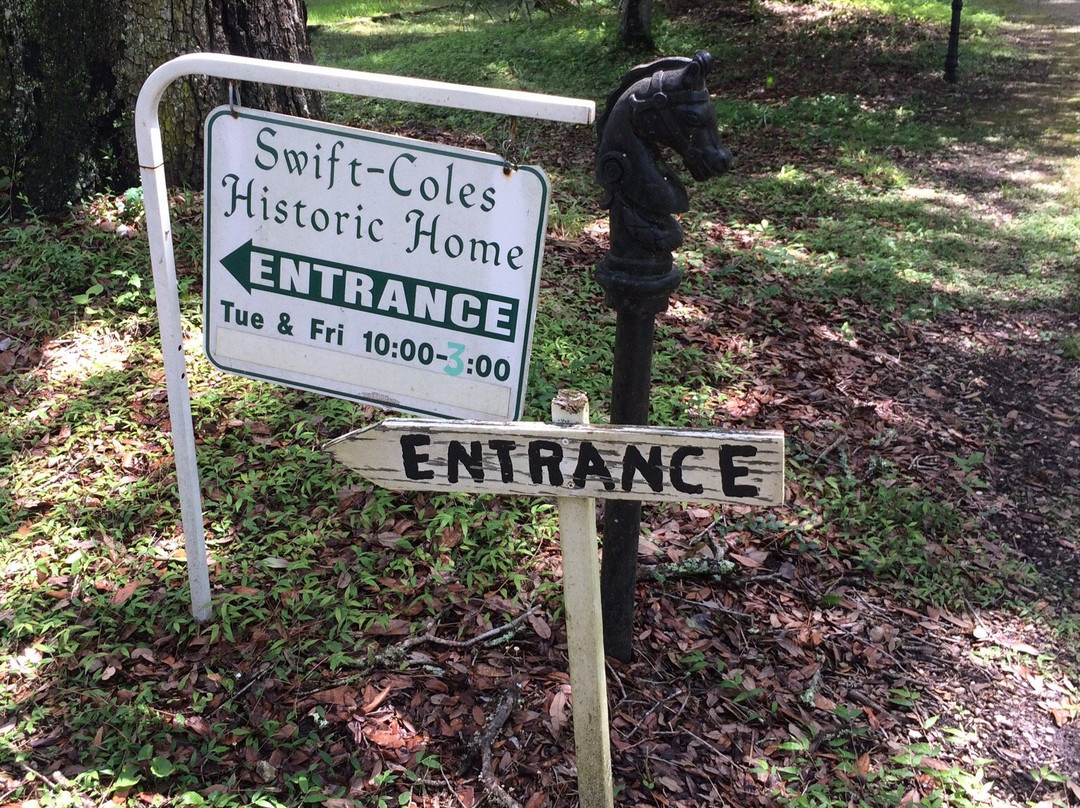 Swift-Coles
Historic Home
ENTRANCE
Tue & Fri 10:00-3:00
ENTRANCE